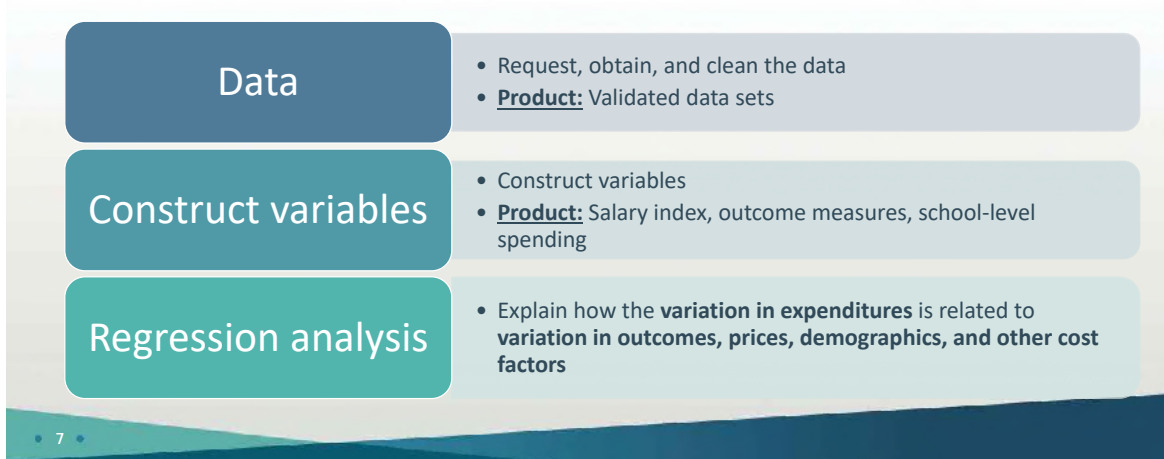 Data
• Request, obtain, and clean the data
• Product: Validated data sets
Construct variables
• Construct variables
• Product: Salary index, outcome measures, school-level
spending
Regression analysis
• Explain how the variation in expenditures is related to
variation in outcomes, prices, demographics, and other cost
factors
• 7 •